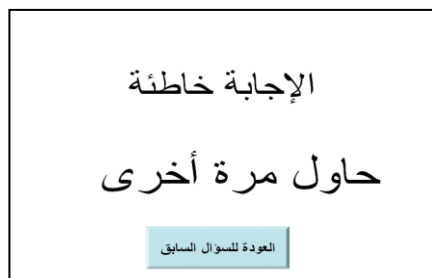 الإجابة خاطئة
حاول مرة أخرى
العودة للسؤال السابق